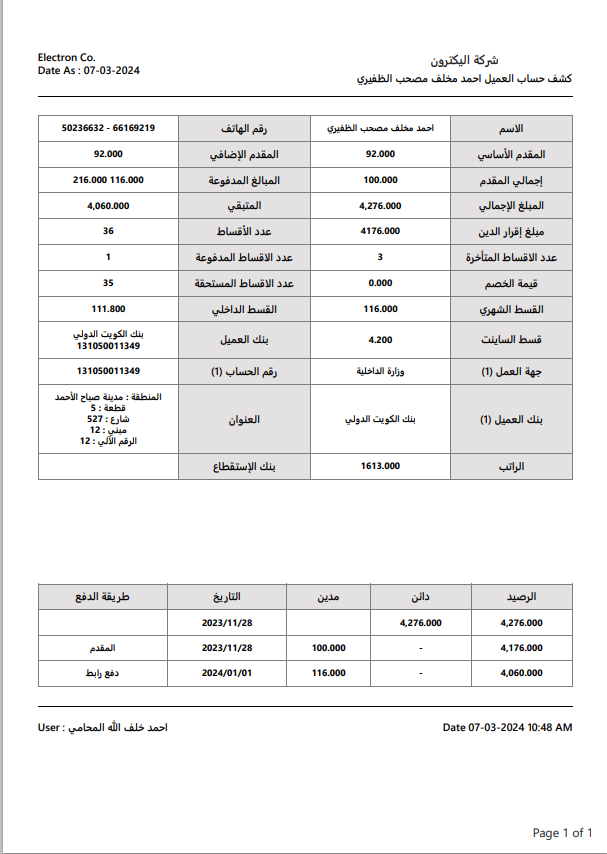 شركة اليكترون
Electron Co.
كشف حساب العميل احمد مخلف مصحب الظفيري
Date As : 07-03-2024
الاسم
احمد مخلف مصحب الظفيري
رقم الهاتف
50236632 - 66169219
المقدم الأساسي
92.000
المقدم الإضافي
92.000
إجمالي المقدم
100.000
المبالغ المدفوعة
216.000 116.000
المبلغ الإجمالي
4,276.000
المتبقي
4,060.000
مبلغ إقرار الدين
4176.000
عدد الأقساط
36
عدد الاقساط المتأخرة
3
عدد الاقساط المدفوعة
1
قيمة الخصم
0.000
عدد الاقساط المستحقة
35
القسط الشهري
116.000
القسط الداخلي
111.800
قسط الساينت
4.200
بنك العميل
بنك الكويت الدولي
131050011349
جهة العمل (1)
وزارة الداخلية
رقم الحساب (1)
131050011349
بنك العميل (1)
بنك الكويت الدولي
العنوان
المنطقة : مدينة صباح الأحمد
قطعة : 5
شارع : 527
مبنى : 12
الرقم الآلي : 12
الراتب
1613.000
بنك الإستقطاع
الرصيد
دائن
مدين
التاريخ
طريقة الدفع
4,276.000
4,276.000
2023/11/28
4,176.000
-
100.000
2023/11/28
المقدم
4,060.000
-
116.000
2024/01/01
دفع رابط
User : احمد خلف الله المحامي
Date 07-03-2024 10:48 AM
Page 1 of 1